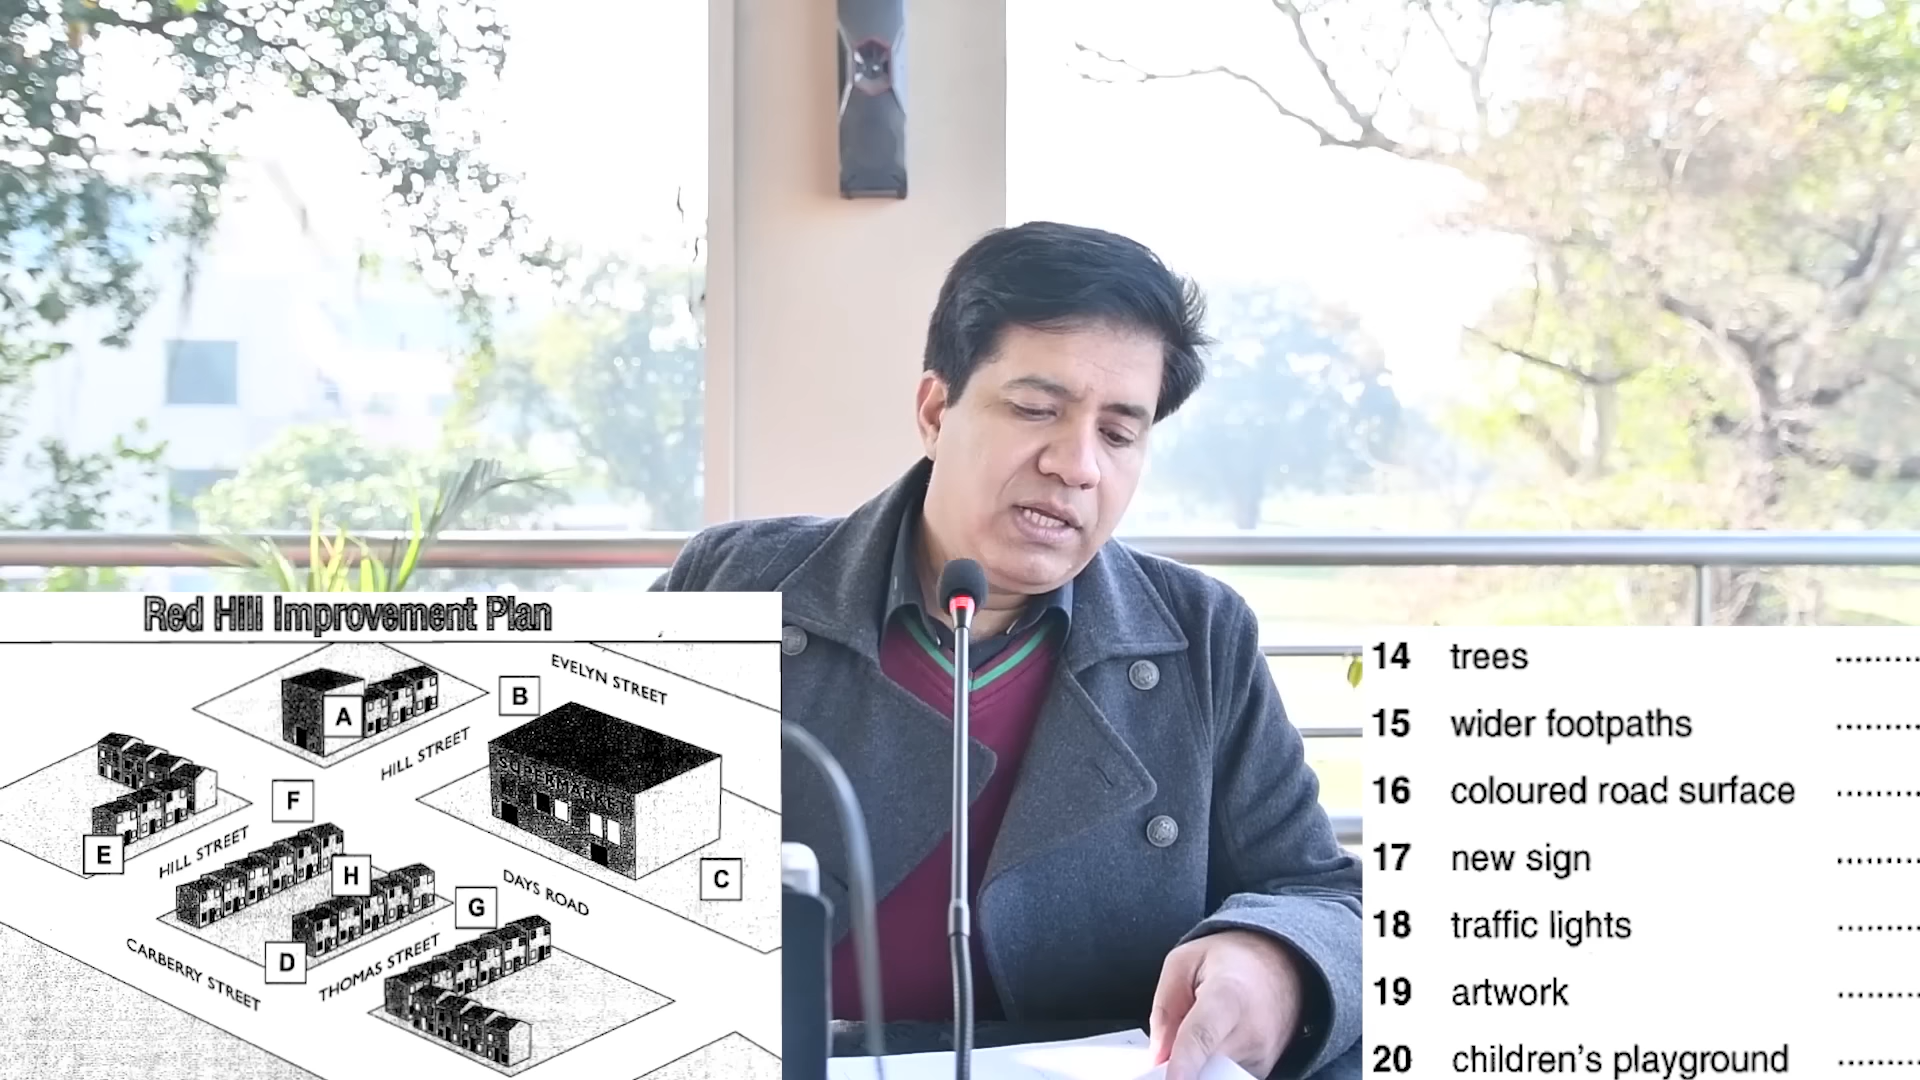 Red Hill Improvement Plan
EVELYN STREET
B
A
HILL STREET
SUPERMARKET
F
E
HILL STREET
H
C
DAYS ROAD
G
D
CARBERRY STREET
THOMAS STREET
14 trees ..........
15 wider footpaths ..........
16 coloured road surface ..........
17 new sign ..........
18 traffic lights ..........
19 artwork ..........
20 children's playground ..........